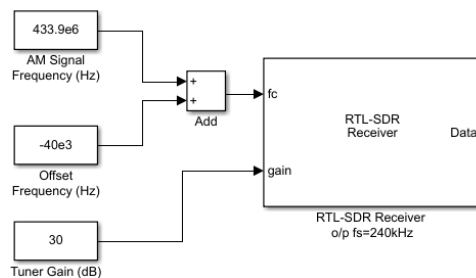 433.9e6
AM Signal
Frequency (Hz)
-40e3
Offset
Frequency (Hz)
30
Tuner Gain (dB)
+
+
Add
fc
gain
RTL-SDR
Receiver
Data
RTL-SDR Receiver
o/p fs=240kHz